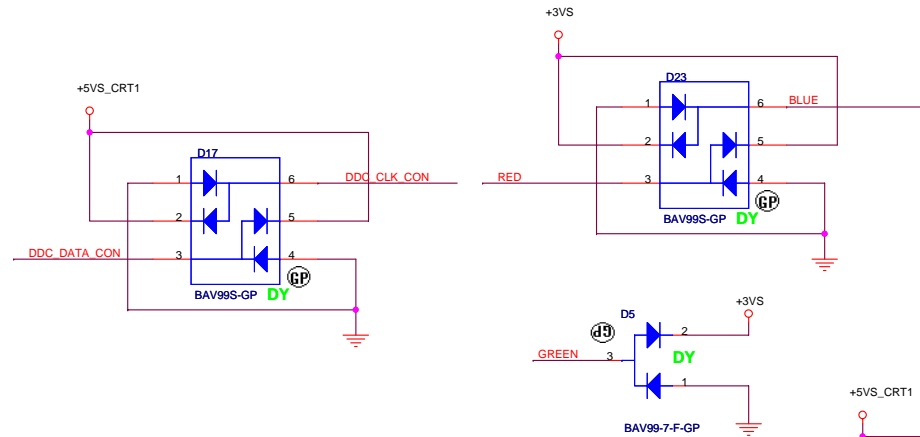 +3VS
D23
1
6
BLUE
2
5
RED
3
4
GP
BAV99S-GP
DY
+5VS_CRT1
D17
1
6
DDC_CLK_CON
2
5
DDC_DATA_CON
3
4
GP
BAV99S-GP
DY
+3VS
D5
GP
2
GREEN
3
DY
1
BAV99-7-F-GP
+5VS_CRT1